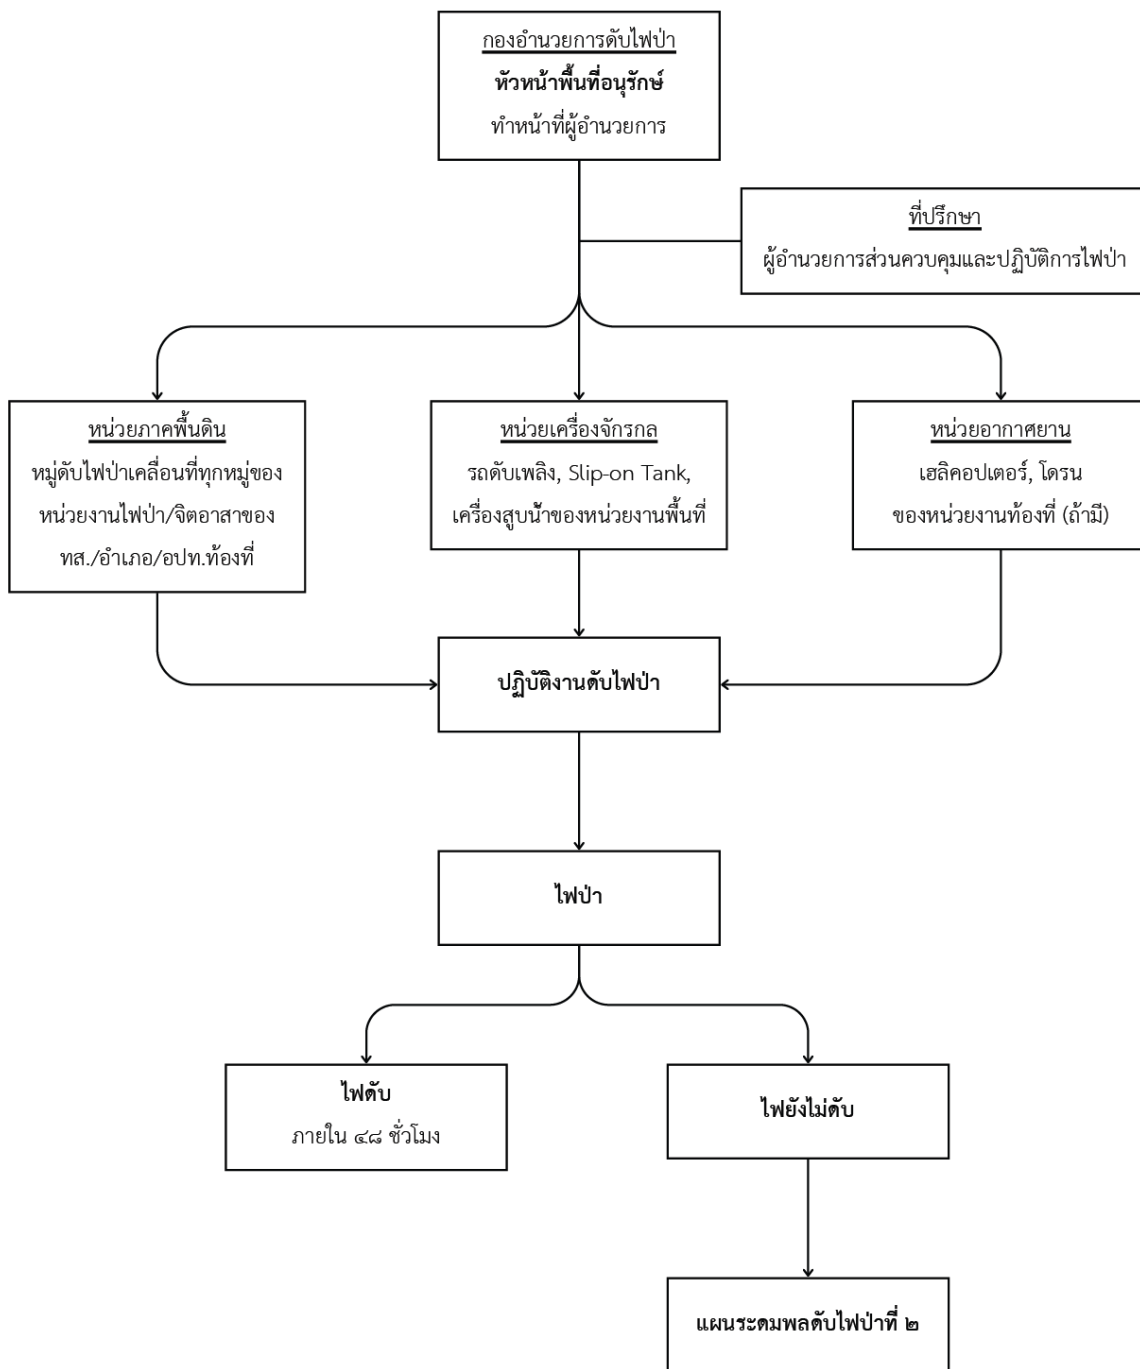 กองอำนวยการดับไฟป่า
หัวหน้าพื้นที่อนุรักษ์
ทำหน้าที่ผู้อำนวยการ
ที่ปรึกษา
ผู้อำนวยการส่วนควบคุมและปฏิบัติการไฟป่า
หน่วยภาคพื้นดิน
หมู่ดับไฟป่าเคลื่อนที่ทุกหมู่ของ
หน่วยงานไฟป่า/จิตอาสาของ
ทส./อำเภอ/อปท.ท้องที่
หน่วยเครื่องจักรกล
รถดับเพลิง, Slip-on Tank,
เครื่องสูบน้ำของหน่วยงานพื้นที่
หน่วยอากาศยาน
เฮลิคอปเตอร์, โดรน
ของหน่วยงานท้องที่ (ถ้ามี)
ปฏิบัติงานดับไฟป่า
ไฟป่า
ไฟดับ
ภายใน ๔๘ ชั่วโมง
ไฟยังไม่ดับ
แผนระดมพลดับไฟป่าที่ ๒